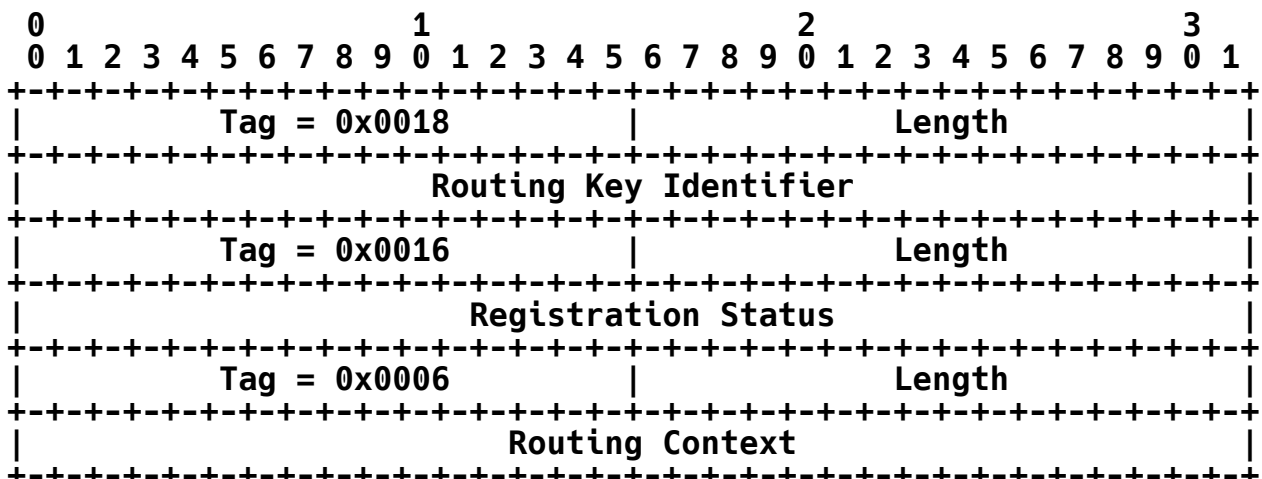 0                   1                   2                   3
 0 1 2 3 4 5 6 7 8 9 0 1 2 3 4 5 6 7 8 9 0 1 2 3 4 5 6 7 8 9 0 1
+-+-+-+-+-+-+-+-+-+-+-+-+-+-+-+-+-+-+-+-+-+-+-+-+-+-+-+-+-+-+-+-+
|          Tag = 0x0018         |             Length            |
+-+-+-+-+-+-+-+-+-+-+-+-+-+-+-+-+-+-+-+-+-+-+-+-+-+-+-+-+-+-+-+-+
|                     Routing Key Identifier                    |
+-+-+-+-+-+-+-+-+-+-+-+-+-+-+-+-+-+-+-+-+-+-+-+-+-+-+-+-+-+-+-+-+
|          Tag = 0x0016         |             Length            |
+-+-+-+-+-+-+-+-+-+-+-+-+-+-+-+-+-+-+-+-+-+-+-+-+-+-+-+-+-+-+-+-+
|                       Registration Status                     |
+-+-+-+-+-+-+-+-+-+-+-+-+-+-+-+-+-+-+-+-+-+-+-+-+-+-+-+-+-+-+-+-+
|          Tag = 0x0006         |             Length            |
+-+-+-+-+-+-+-+-+-+-+-+-+-+-+-+-+-+-+-+-+-+-+-+-+-+-+-+-+-+-+-+-+
|                         Routing Context                       |
+-+-+-+-+-+-+-+-+-+-+-+-+-+-+-+-+-+-+-+-+-+-+-+-+-+-+-+-+-+-+-+-+